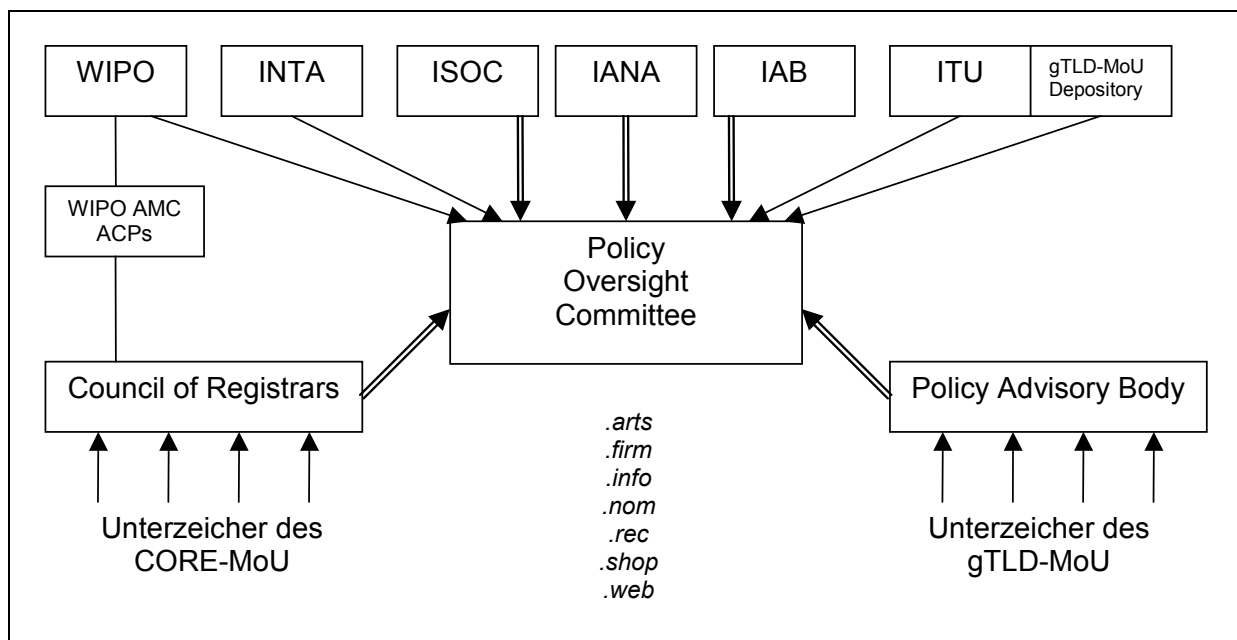 WIPO
INTA
ISOC
IANA
IAB
ITU
gTLD-MoU
Depository
WIPO AMC
ACPs
Policy
Oversight
Committee
Council of Registrars
Policy Advisory Body
.arts
.firm
.info
.nom
.rec
.shop
.web
Unterzeicher des
CORE-MoU
Unterzeicher des
gTLD-MoU